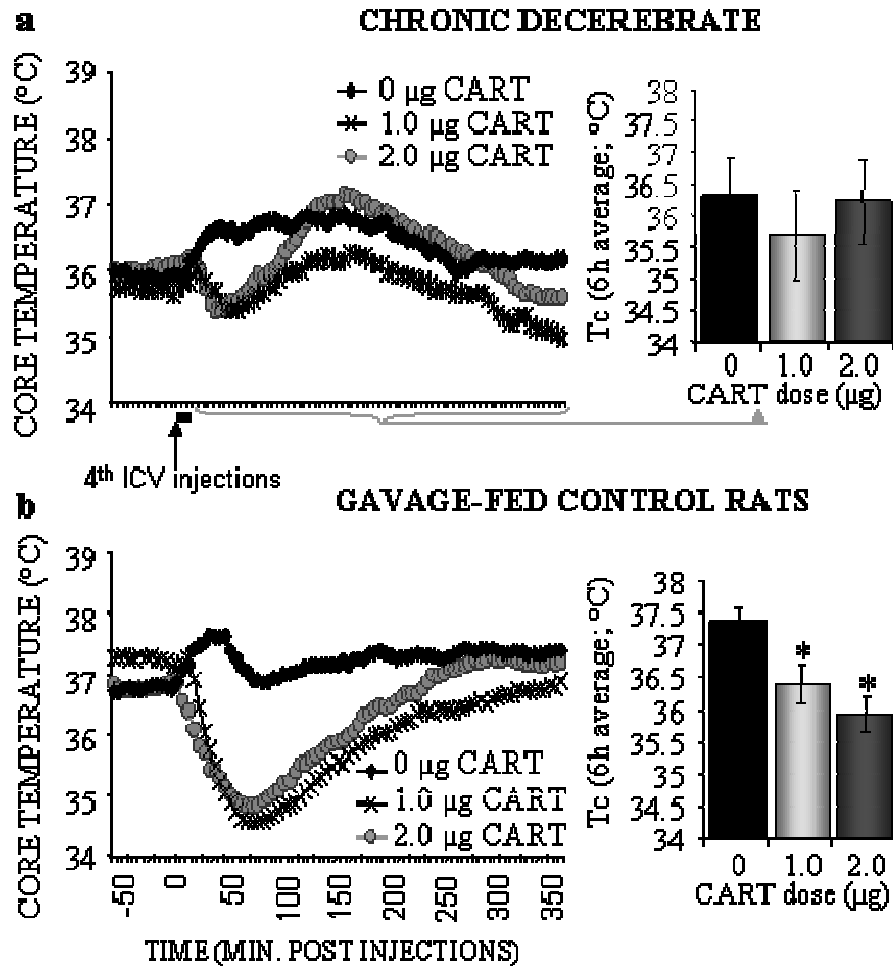 a CHRONIC DECEREBRATE
CORE TEMPERATURE (°C)
39
38
37
36
35
34
0 µg CART
1.0 µg CART
2.0 µg CART
Tc (6h average; °C)
38
37.5
37
36.5
36
35.5
35
34.5
34
0 1.0 2.0
CART dose (µg)
4th ICV injections
b GAVAGE-FED CONTROL RATS
CORE TEMPERATURE (°C)
39
38
37
36
35
34
0 µg CART
1.0 µg CART
2.0 µg CART
-50 0 50 100 150 200 250 300 350
TIME (MIN. POST INJECTIONS)
Tc (6h average; °C)
38
37.5
37
36.5
36
35.5
35
34.5
34
* *
0 1.0 2.0
CART dose (µg)